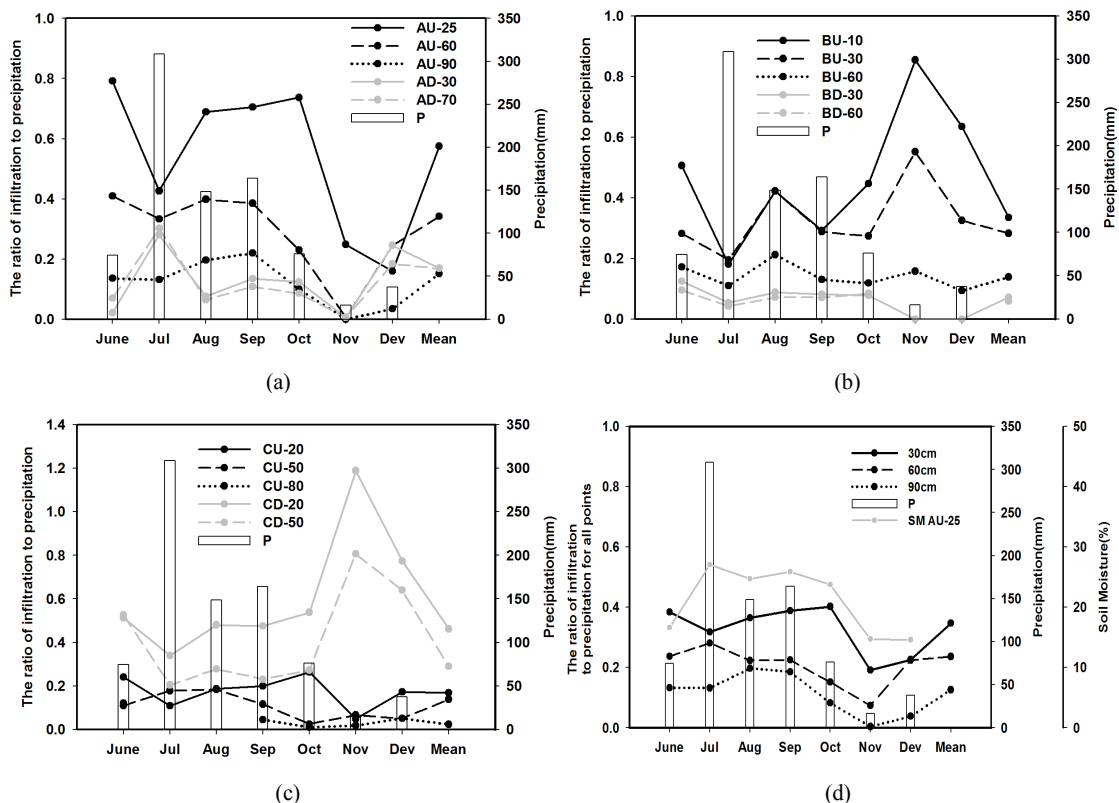 The ratio of infiltration to precipitation
1.0
0.8
0.6
0.4
0.2
0.0
AU-25
AU-60
AU-90
AD-30
AD-70
P
350
300
250
200
150
100
50
0
Precipitation(mm)
June Jul Aug Sep Oct Nov Dev Mean
(a)
The ratio of infiltration to precipitation
1.0
0.8
0.6
0.4
0.2
0.0
BU-10
BU-30
BU-60
BD-30
BD-60
P
350
300
250
200
150
100
50
0
Precipitation(mm)
June Jul Aug Sep Oct Nov Dev Mean
(b)
The ratio of infiltration to precipitation
1.4
1.2
1.0
0.8
0.6
0.4
0.2
0.0
CU-20
CU-50
CU-80
CD-20
CD-50
P
350
300
250
200
150
100
50
0
Precipitation(mm)
June Jul Aug Sep Oct Nov Dev Mean
(c)
The ratio of infiltration
to precipitation for all points
1.0
0.8
0.6
0.4
0.2
0.0
30cm
60cm
90cm
P
SM AU-25
350
300
250
200
150
100
50
0
Precipitation(mm)
50
40
30
20
10
0
Soil Moisture(%)
June Jul Aug Sep Oct Nov Dev Mean
(d)